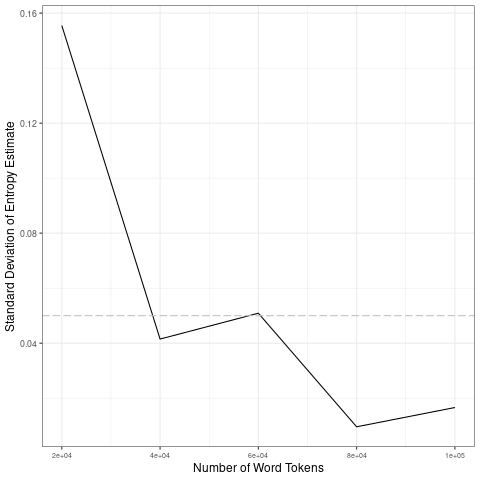 Standard Deviation of Entropy Estimate
0.16
0.12
0.08
0.04
2e+04 4e+04 6e+04 8e+04 1e+05
Number of Word Tokens